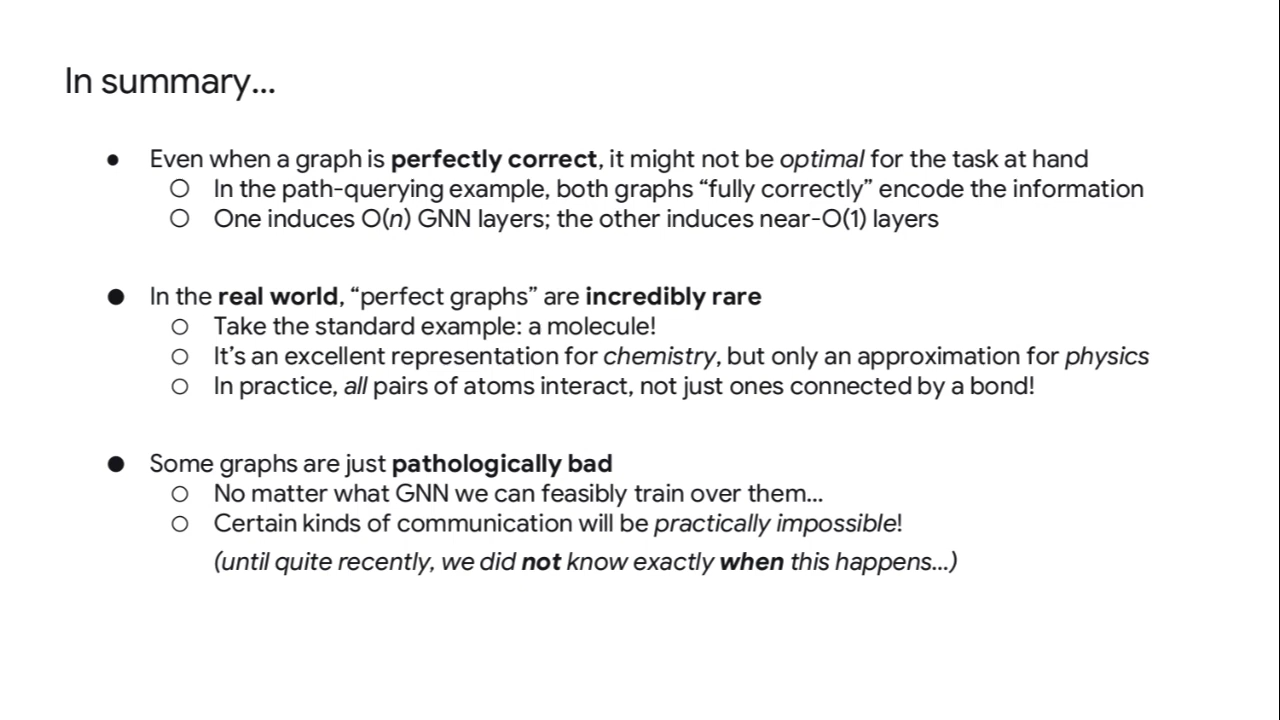 In summary...
● Even when a graph is perfectly correct, it might not be optimal for the task at hand
○ In the path-querying example, both graphs “fully correctly” encode the information
○ One induces O(n) GNN layers; the other induces near-O(1) layers
● In the real world, “perfect graphs” are incredibly rare
○ Take the standard example: a molecule!
○ It’s an excellent representation for chemistry, but only an approximation for physics
○ In practice, all pairs of atoms interact, not just ones connected by a bond!
● Some graphs are just pathologically bad
○ No matter what GNN we can feasibly train over them...
○ Certain kinds of communication will be practically impossible!
(until quite recently, we did not know exactly when this happens...)